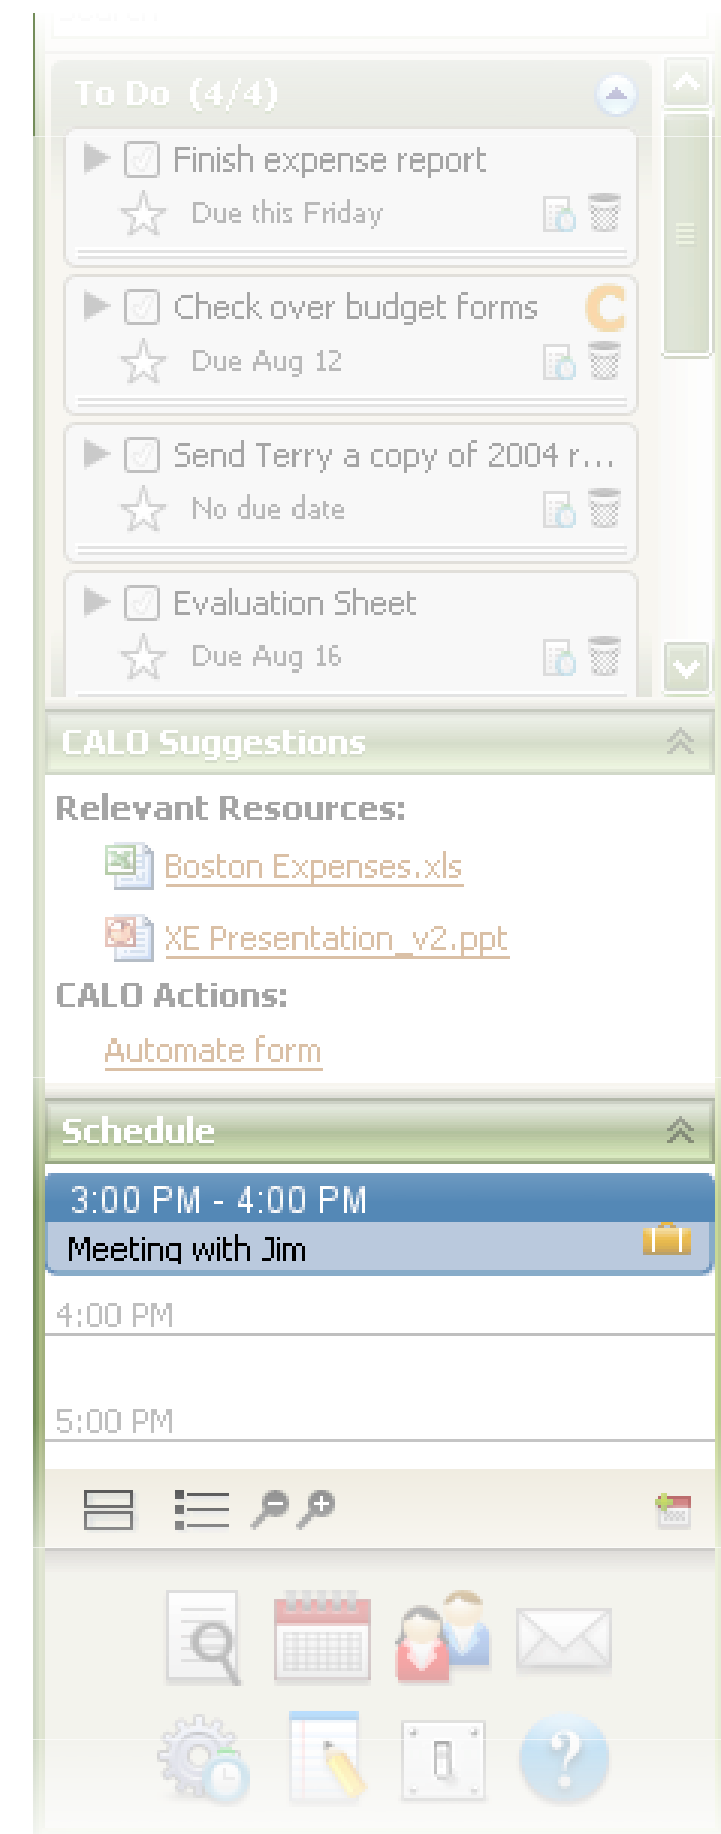 Search
To Do (4/4)
Finish expense report
Due this Friday
Check over budget forms
C
Due Aug 12
Send Terry a copy of 2004 r...
No due date
Evaluation Sheet
Due Aug 16
CALO Suggestions
Relevant Resources:
Boston Expenses.xls
XE Presentation_v2.ppt
CALO Actions:
Automate form
Schedule
3:00 PM - 4:00 PM
Meeting with Jim
4:00 PM
5:00 PM
?